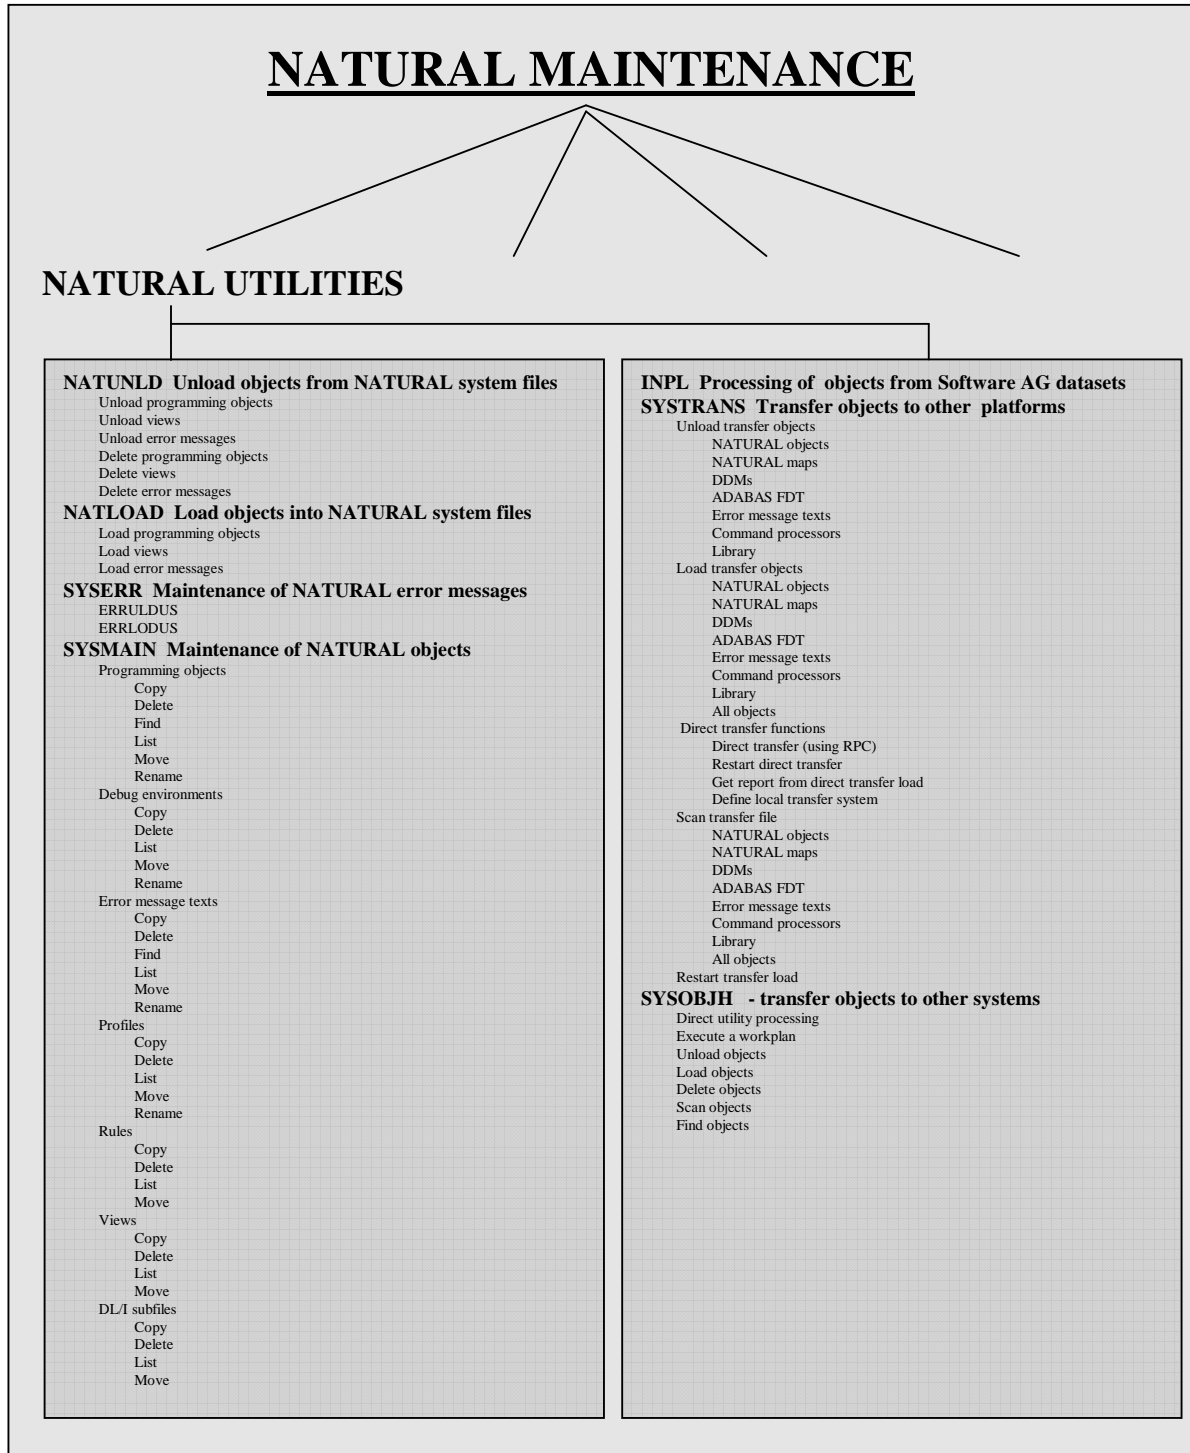 NATURAL MAINTENANCE
NATURAL UTILITIES
NATUNLD Unload objects from NATURAL system files
Unload programming objects
Unload views
Unload error messages
Delete programming objects
Delete views
Delete error messages
NATLOAD Load objects into NATURAL system files
Load programming objects
Load views
Load error messages
SYSERR Maintenance of NATURAL error messages
ERRULDUS
ERRLODUS
SYSMAIN Maintenance of NATURAL objects
Programming objects
Copy
Delete
Find
List
Move
Rename
Debug environments
Copy
Delete
List
Move
Rename
Error message texts
Copy
Delete
Find
List
Move
Rename
Profiles
Copy
Delete
List
Move
Rename
Rules
Copy
Delete
List
Move
Views
Copy
Delete
List
Move
DL/I subfiles
Copy
Delete
List
Move
INPL Processing of objects from Software AG datasets
SYSTRANS Transfer objects to other platforms
Unload transfer objects
NATURAL objects
NATURAL maps
DDMs
ADABAS FDT
Error message texts
Command processors
Library
Load transfer objects
NATURAL objects
NATURAL maps
DDMs
ADABAS FDT
Error message texts
Command processors
Library
All objects
Direct transfer functions
Direct transfer (using RPC)
Restart direct transfer
Get report from direct transfer load
Define local transfer system
Scan transfer file
NATURAL objects
NATURAL maps
DDMs
ADABAS FDT
Error message texts
Command processors
Library
All objects
Restart transfer load
SYSOBJH - transfer objects to other systems
Direct utility processing
Execute a workplan
Unload objects
Load objects
Delete objects
Scan objects
Find objects